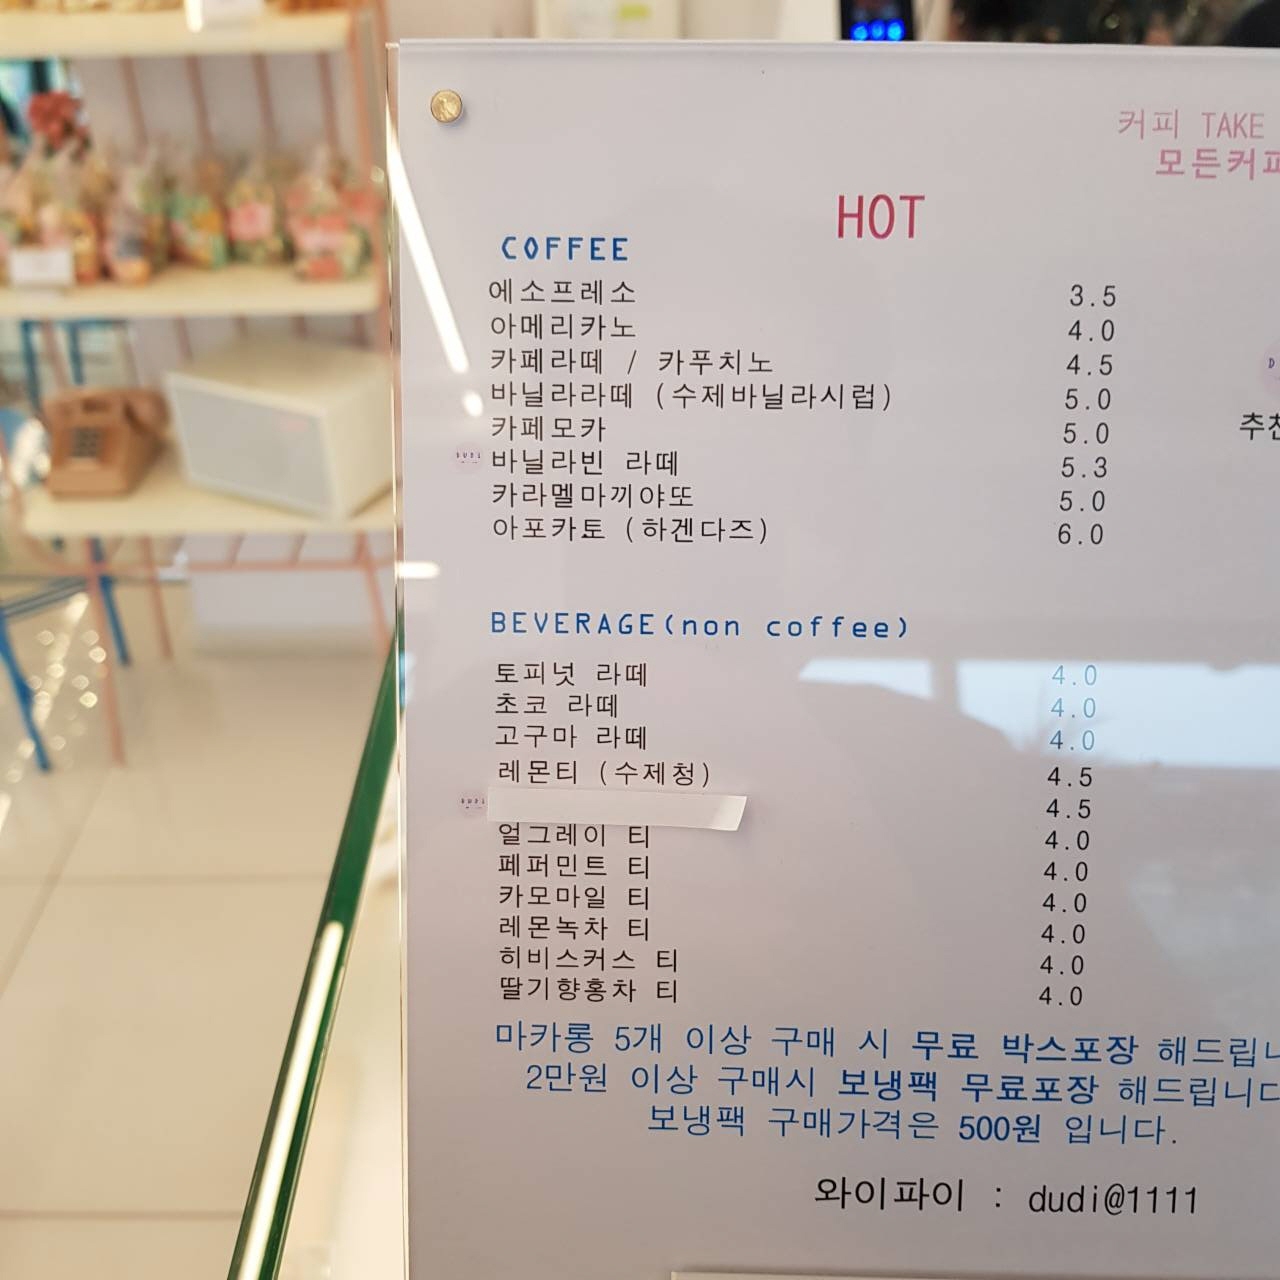 커피 TAKE
모든커피
HOT
COFFEE
에소프레소 3.5
아메리카노 4.0
카페라떼 / 카푸치노 4.5
바닐라라떼 (수제바닐라시럽) 5.0
카페모카 5.0
바닐라빈 라떼 5.3
카라멜마끼야또 5.0
아포카토 (하겐다즈) 6.0
추천
BEVERAGE(non coffee)
토피넛 라떼 4.0
초코 라떼 4.0
고구마 라떼 4.0
레몬티 (수제청) 4.5
4.5
얼그레이 티 4.0
페퍼민트 티 4.0
카모마일 티 4.0
레몬녹차 티 4.0
히비스커스 티 4.0
딸기향홍차 티 4.0
마카롱 5개 이상 구매 시 무료 박스포장 해드립니
2만원 이상 구매시 보냉팩 무료포장 해드립니다
보냉팩 구매가격은 500원 입니다.
와이파이 : dudi@1111